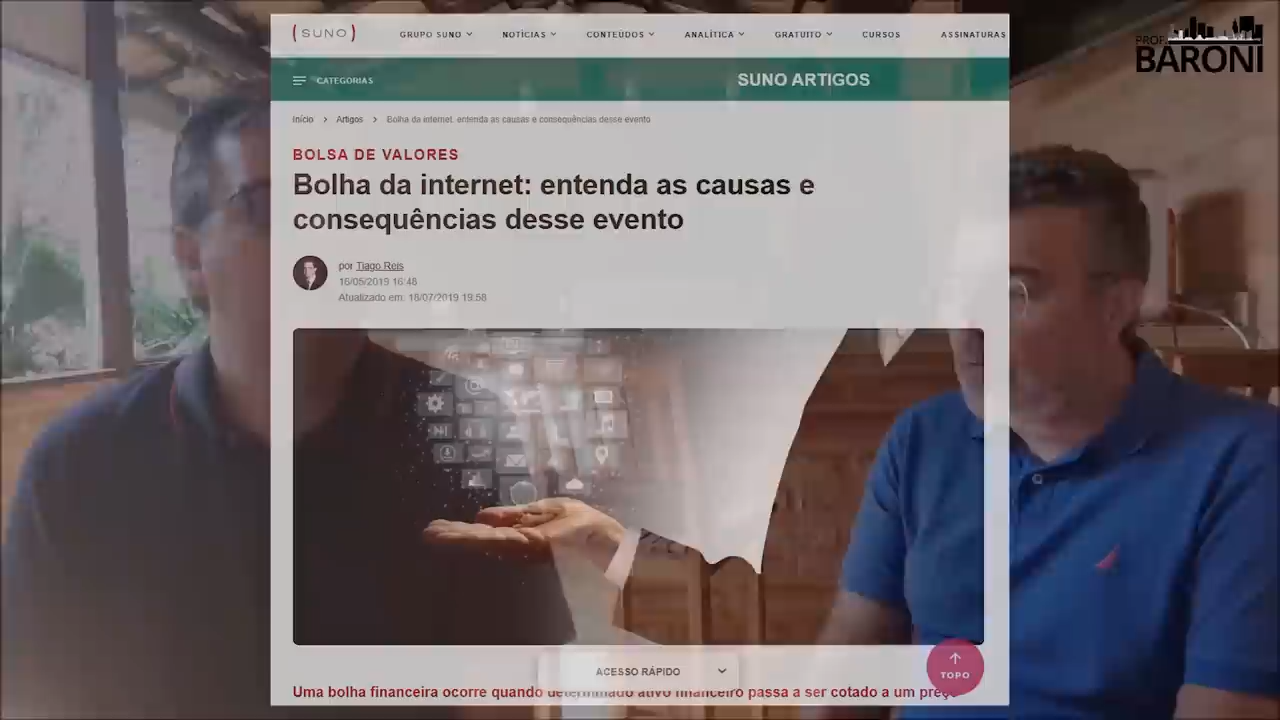 (SUNO)
GRUPO SUNO
NOTÍCIAS
CONTEÚDOS
ANALÍTICA
GRATUITO
CURSOS
ASSINATURAS
PROF.
BARONI
CATEGORIAS
SUNO ARTIGOS
Início > Artigos > Bolha da internet: entenda as causas e consequências desse evento
BOLSA DE VALORES
Bolha da internet: entenda as causas e
consequências desse evento
por Tiago Reis
16/05/2019 16:48
Atualizado em: 18/07/2019 19:58
ACESSO RÁPIDO
TOPO
Uma bolha financeira ocorre quando determinado ativo financeiro passa a ser cotado a um preço